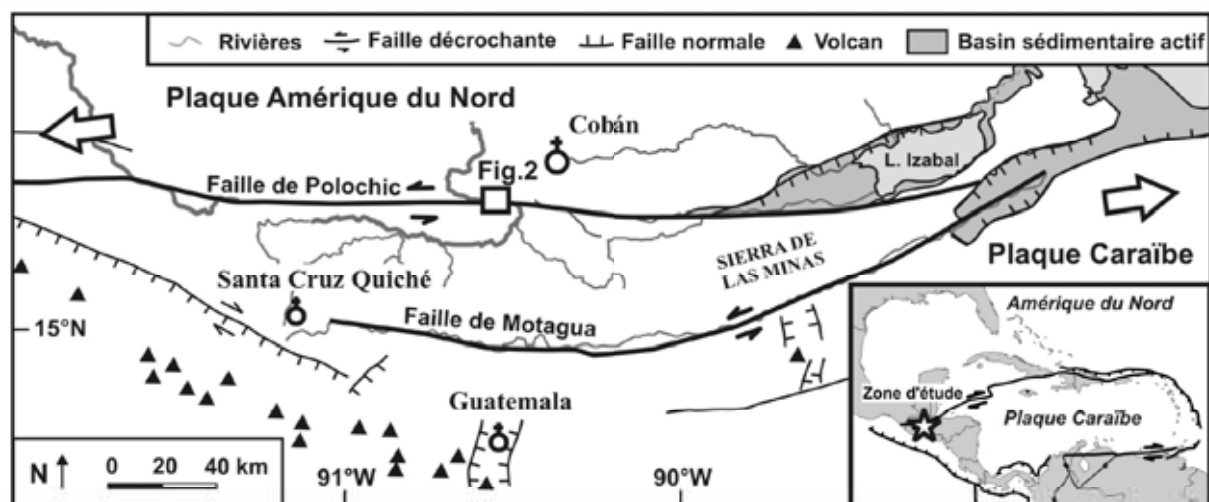 Rivières
Faille décrochante
Faille normale
Volcan
Basin sédimentaire actif
Plaque Amérique du Nord
Cobán
Fig.2
L. Izabal
Faille de Polochic
Plaque Caraïbe
SIERRA DE
LAS MINAS
Santa Cruz Quiché
15°N
Faille de Motagua
Guatemala
N
0 20 40 km
91°W
90°W
Amérique du Nord
Zone d'étude
Plaque Caraïbe